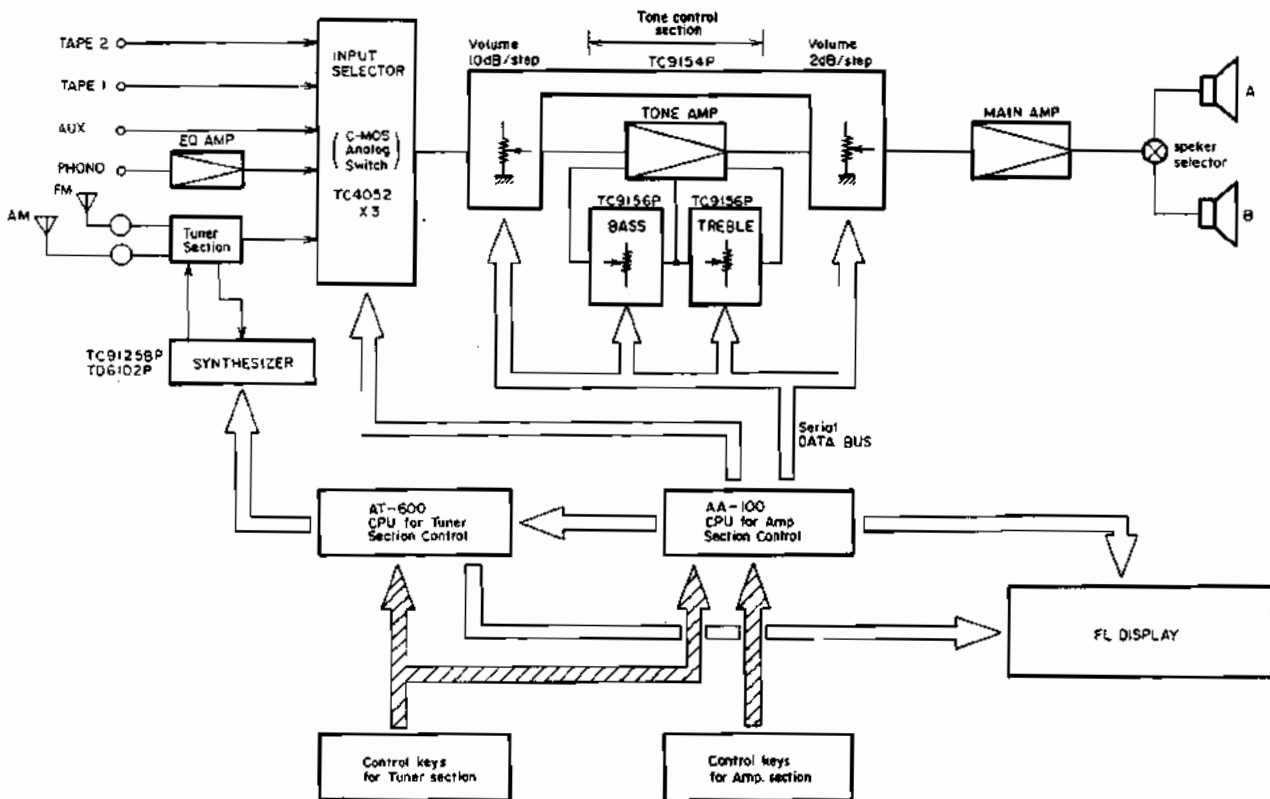 Tone control
section
Volume
10dB/step
TC9154P
Volume
2dB/step
TAPE 2
TAPE 1
AUX
PHONO
EQ AMP
FM
AM
Tuner
Section
INPUT
SELECTOR
(C-MOS
Analog
Switch)
TC4052
X3
TONE AMP
TC9156P
BASS
TC9156P
TREBLE
MAIN AMP
A
speker
selector
B
TC9125BP
TD6102P
SYNTHESIZER
Serial
DATA BUS
AT-600
CPU for Tuner
Section Control
AA-100
CPU for Amp
Section Control
FL DISPLAY
Control keys
for Tuner section
Control keys
for Amp. section